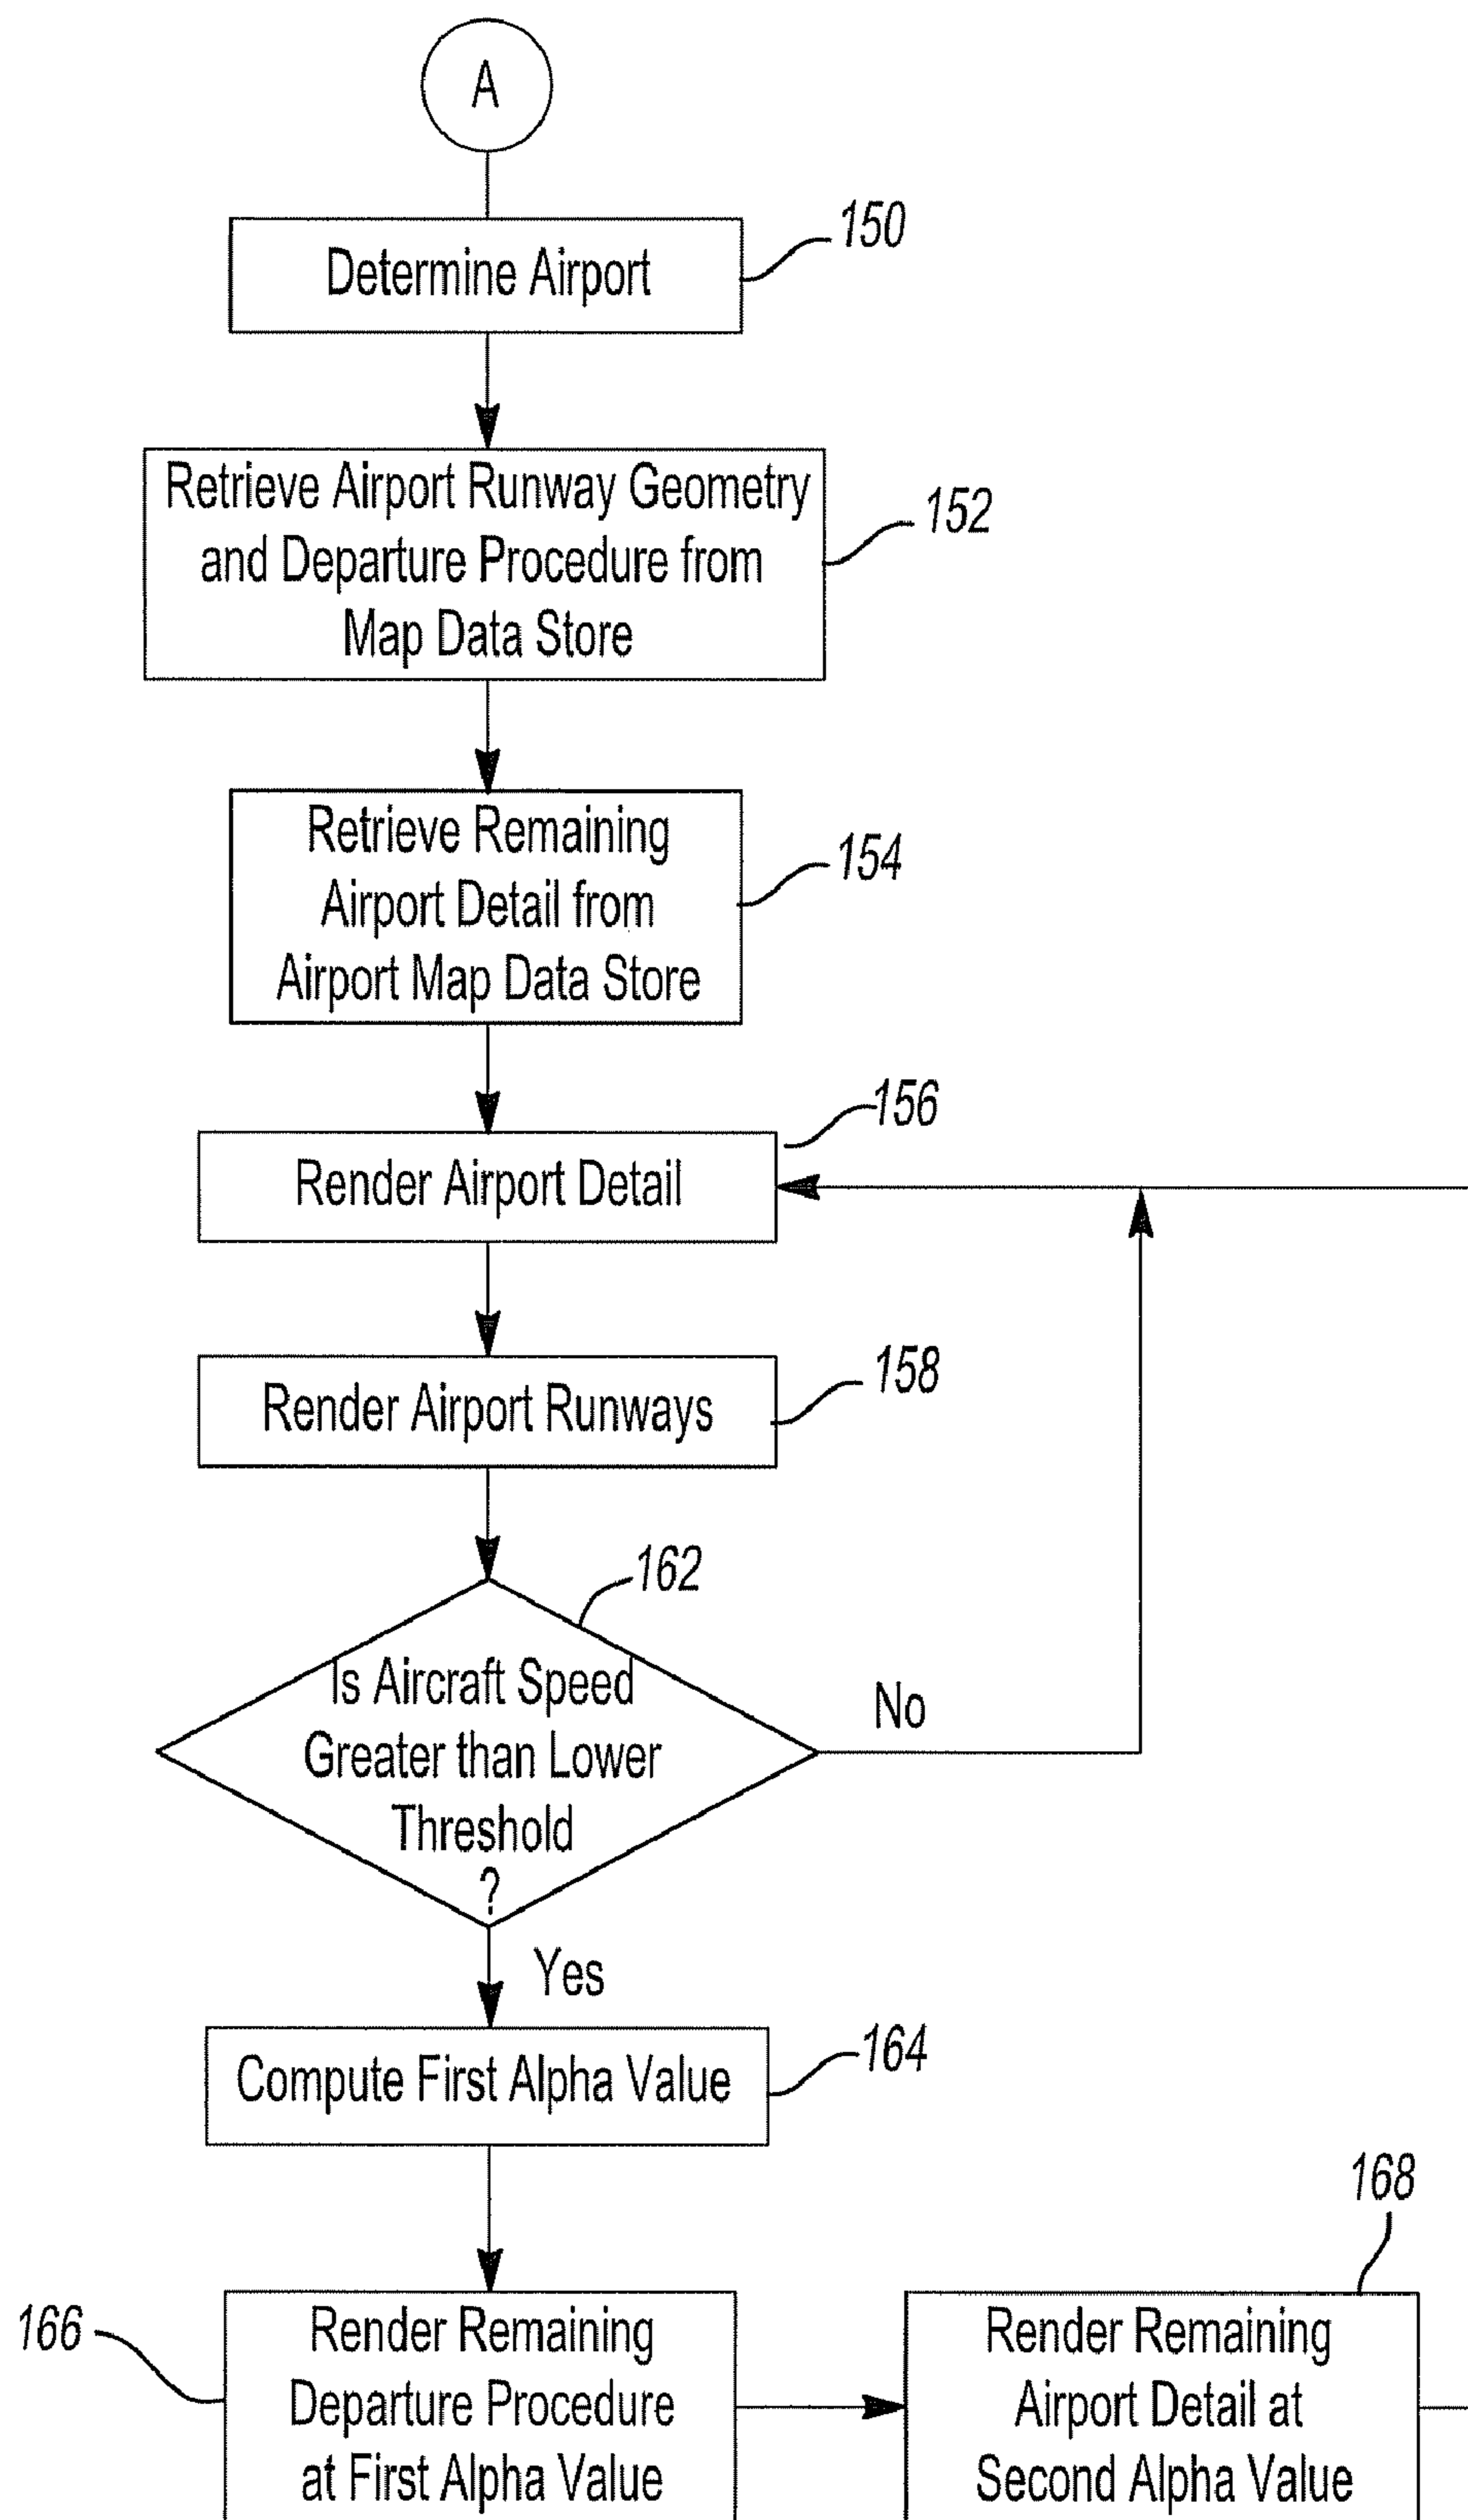 A
Determine Airport
150
Retrieve Airport Runway Geometry
and Departure Procedure from
Map Data Store
152
Retrieve Remaining
Airport Detail from
Airport Map Data Store
154
Render Airport Detail
156
Render Airport Runways
158
162
Is Aircraft Speed
Greater than Lower
Threshold
?
No
Yes
Compute First Alpha Value
164
166
Render Remaining
Departure Procedure
at First Alpha Value
168
Render Remaining
Airport Detail at
Second Alpha Value